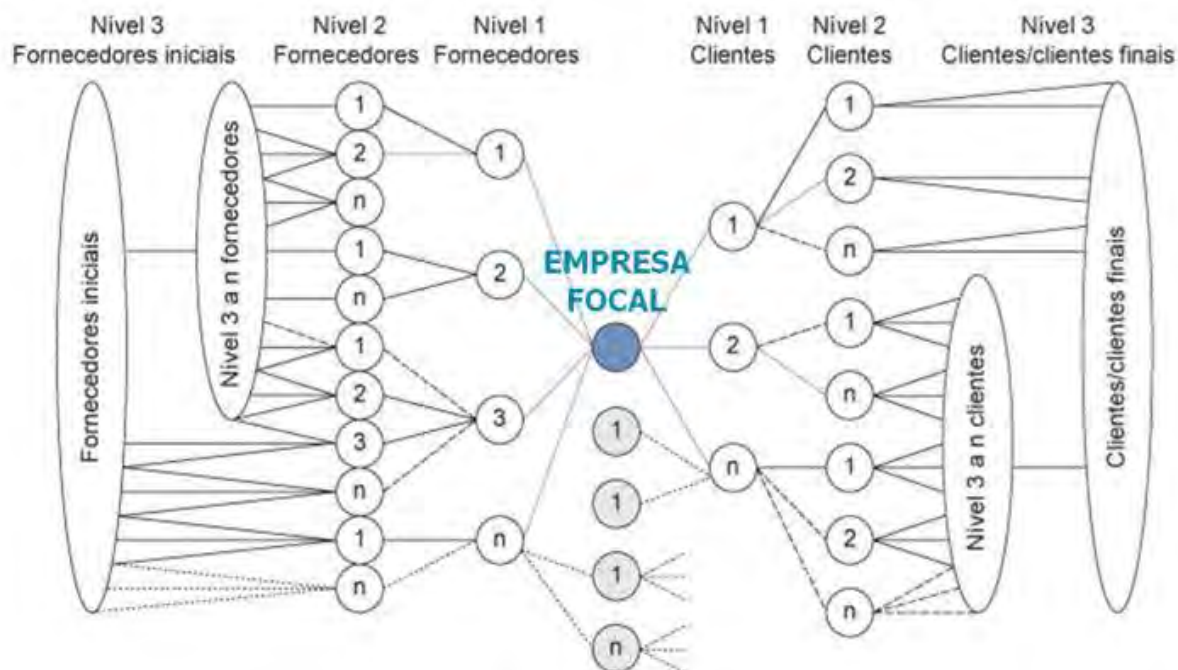 Nível 3
Fornecedores iniciais
Nível 2
Fornecedores
Nível 1
Fornecedores
Nível 1
Clientes
Nível 2
Clientes
Nível 3
Clientes/clientes finais
Fornecedores iniciais
Nível 3 a n fornecedores
1
2
n
1
n
1
2
3
n
1
n
1
2
3
n
EMPRESA
FOCAL
1
1
1
n
1
2
n
1
2
n
1
n
1
2
n
Nível 3 a n clientes
Clientes/clientes finais